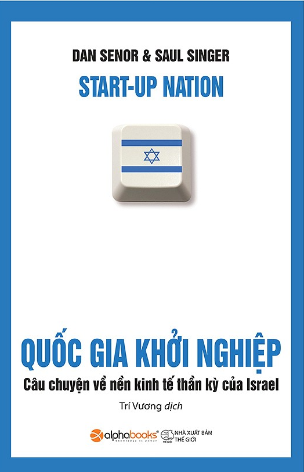 DAN SENOR & SAUL SINGER
START-UP NATION
QUỐC GIA KHỞI NGHIỆP
Câu chuyện về nền kinh tế thần kỳ của Israel
Trí Vương dịch
alphabooks
NHÀ XUẤT BẢN
THẾ GIỚI